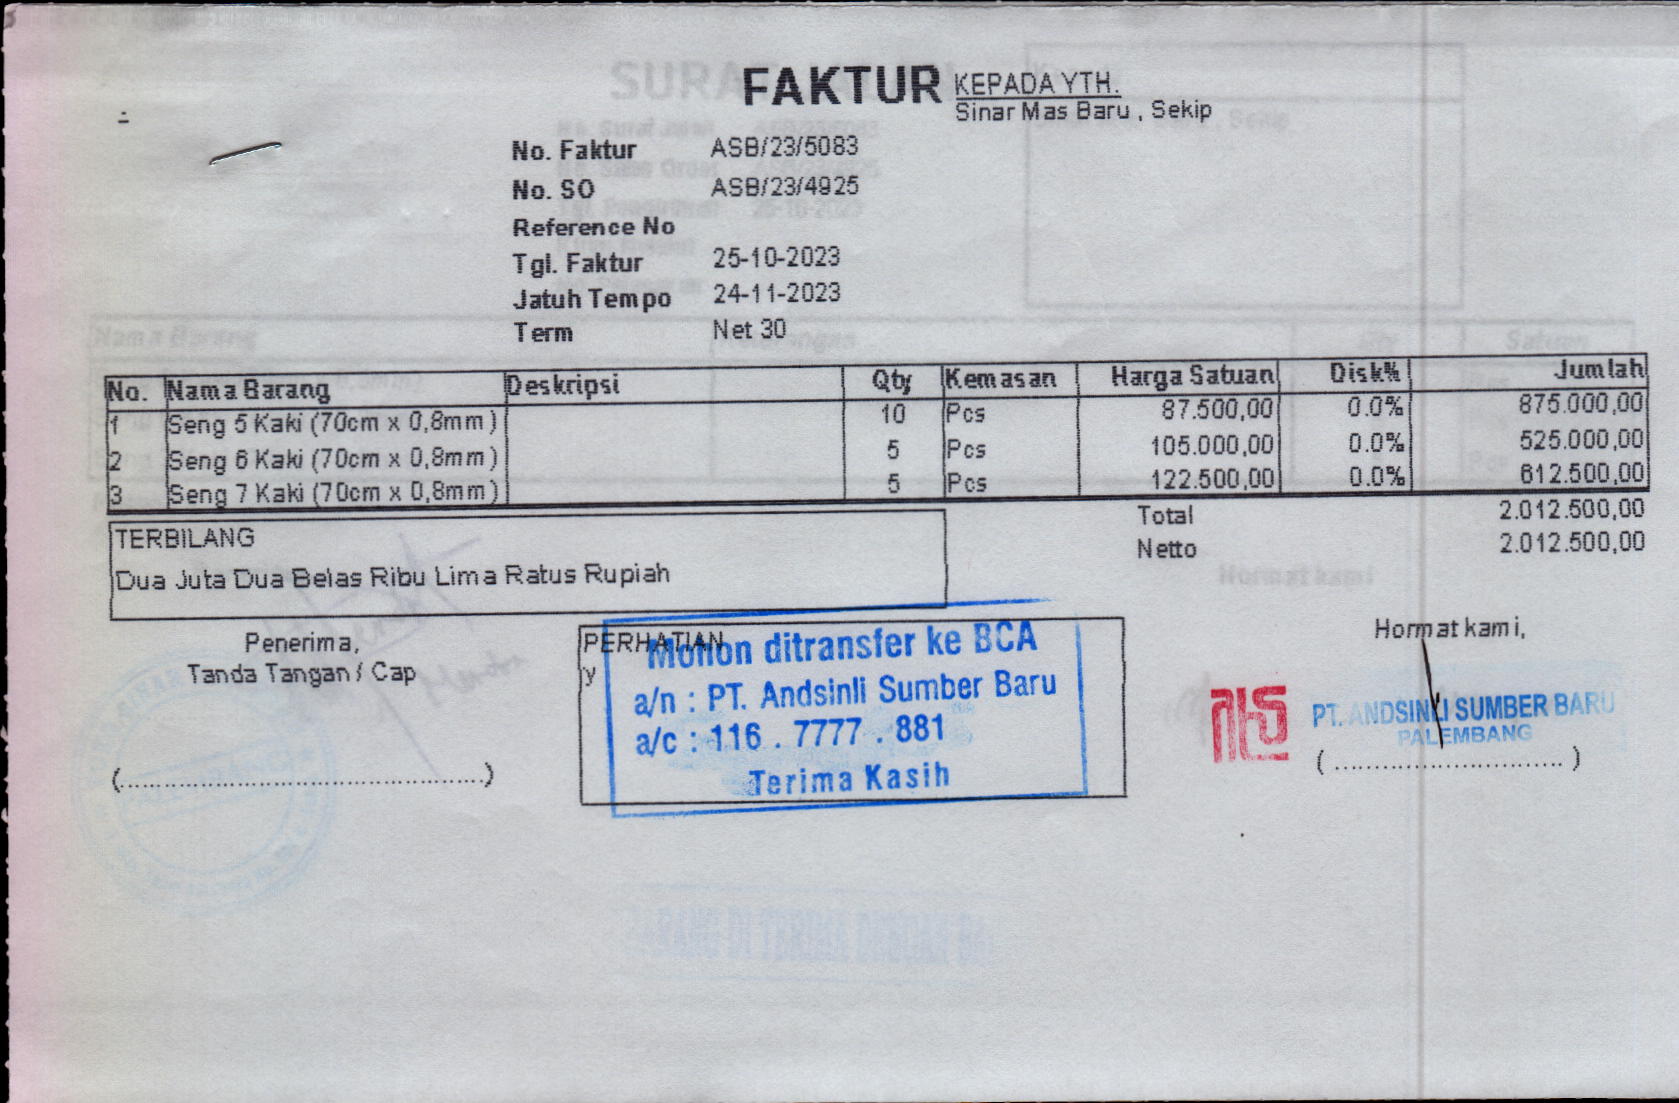 FAKTUR
KEPADA YTH.
Sinar Mas Baru , Sekip
No. Faktur ASB/23/5083
No. SO ASB/23/4925
Reference No
Tgl. Faktur 25-10-2023
Jatuh Tempo 24-11-2023
Term Net 30
No. Nama Barang Deskripsi Qty Kemasan Harga Satuan Disk% Jumlah
1 Seng 5 Kaki (70cm x 0,8mm) 10 Pcs 87.500,00 0.0% 875.000,00
2 Seng 6 Kaki (70cm x 0,8mm) 5 Pcs 105.000,00 0.0% 525.000,00
3 Seng 7 Kaki (70cm x 0,8mm) 5 Pcs 122.500,00 0.0% 612.500,00
Total 2.012.500,00
Netto 2.012.500,00
TERBILANG
Dua Juta Dua Belas Ribu Lima Ratus Rupiah
Penerima,
Tanda Tangan / Cap
(................................................)
PERHATIAN
y
Mohon ditransfer ke BCA
a/n : PT. Andsinli Sumber Baru
a/c : 116 . 7777 . 881
Terima Kasih
Hormat kami,
PT. ANDSINLI SUMBER BARU
PALEMBANG
( .............................. )